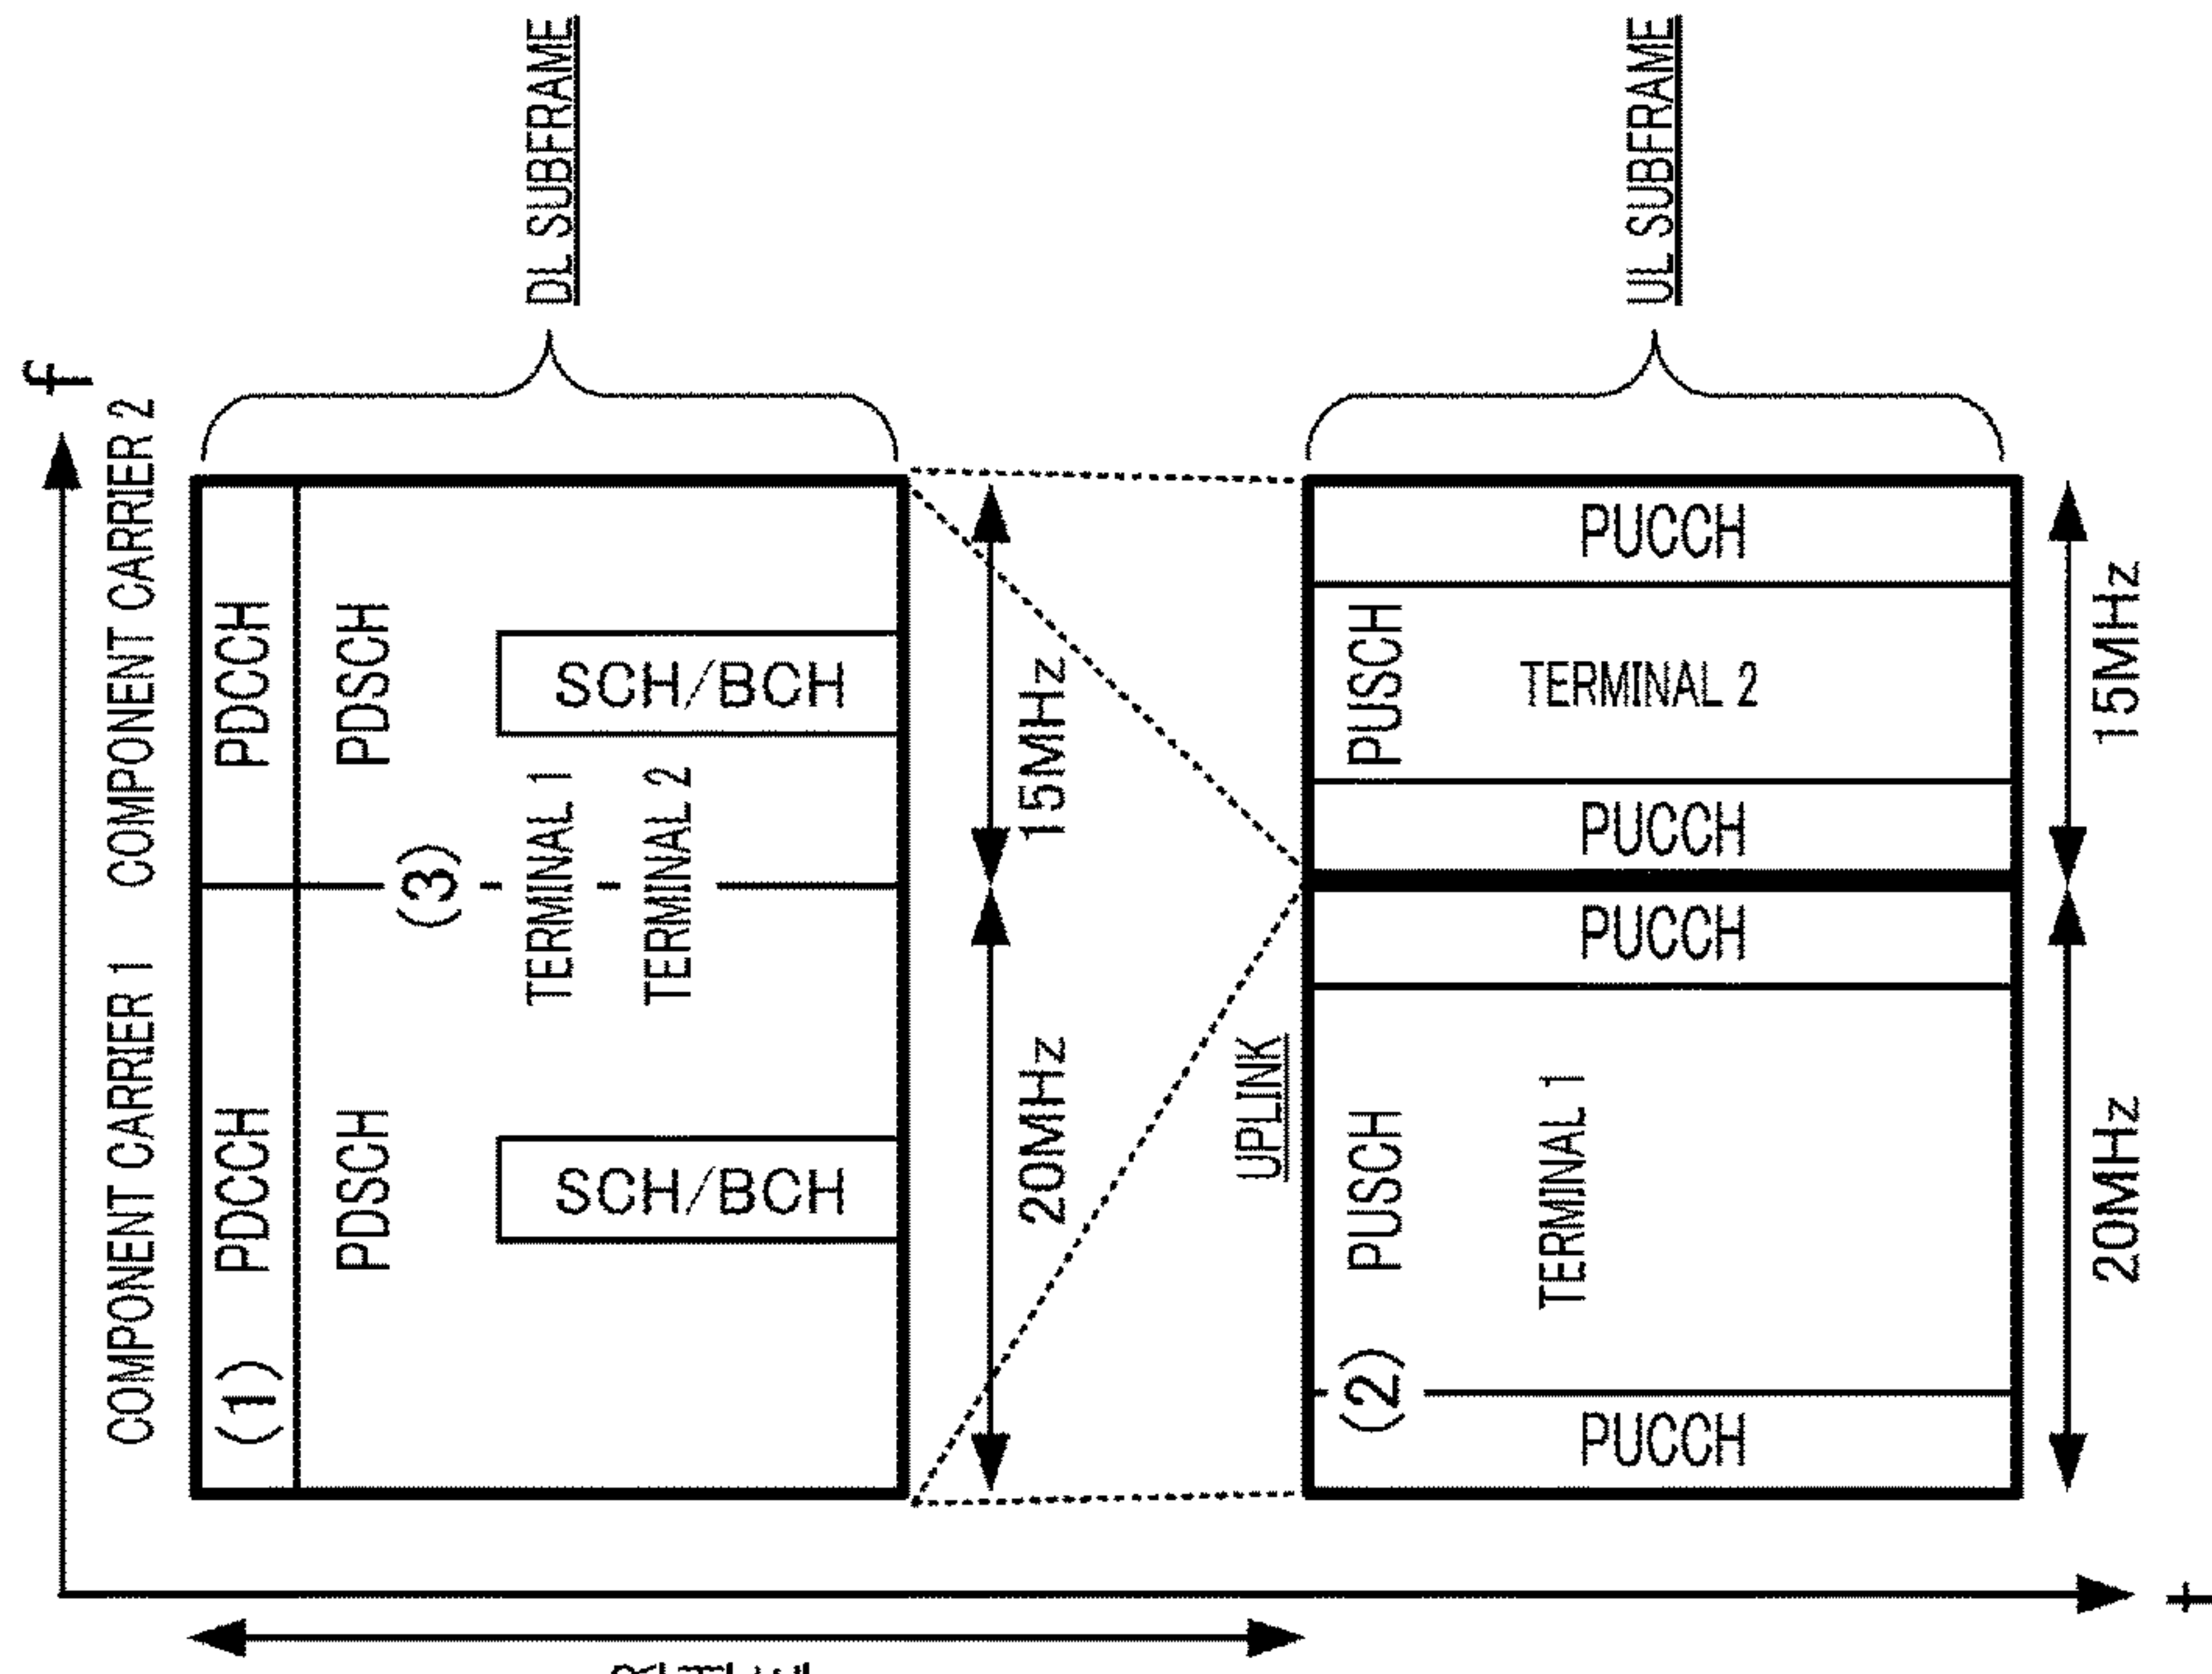 f
COMPONENT CARRIER 1
COMPONENT CARRIER 2
(1)
PDCCH
PDCCH
PDSCH
PDSCH
(3)
TERMINAL 1
TERMINAL 2
SCH/BCH
SCH/BCH
DL SUBFRAME
20MHz
15MHz
UPLINK
(2)
PUSCH
PUSCH
TERMINAL 1
TERMINAL 2
PUCCH
PUCCH
PUCCH
PUCCH
UL SUBFRAME
20MHz
15MHz
t